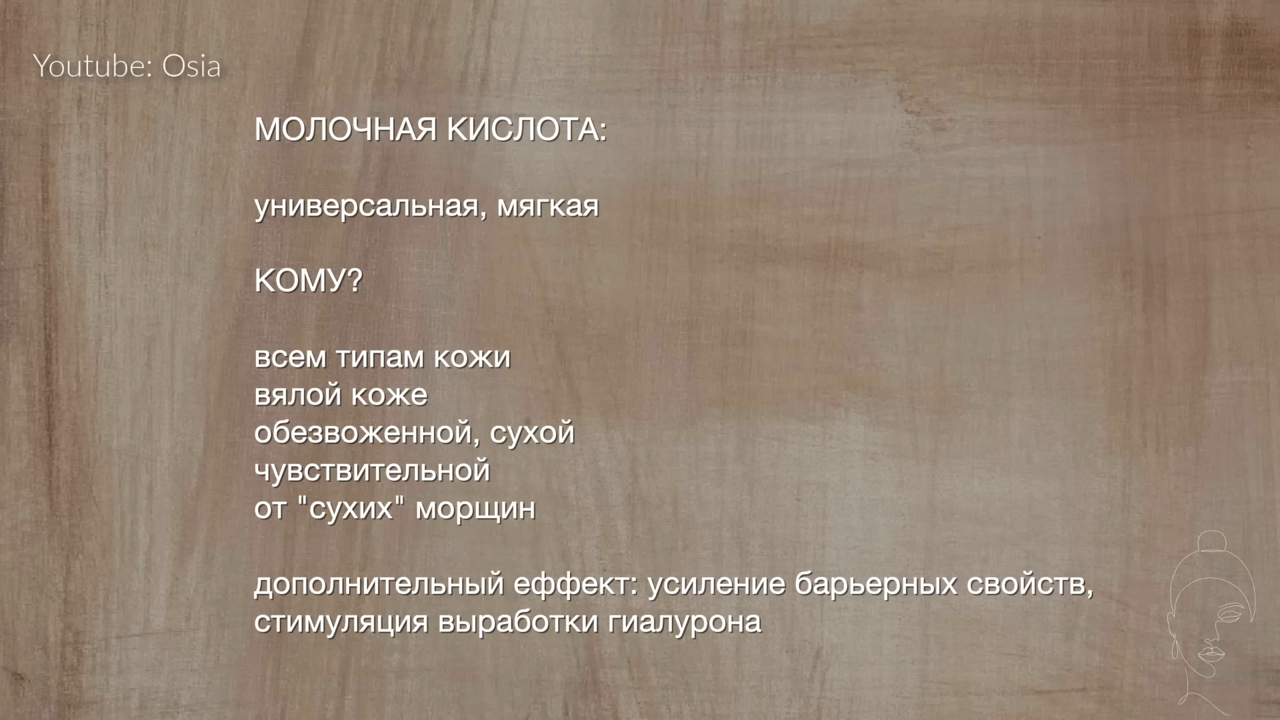 Youtube: Osia
МОЛОЧНАЯ КИСЛОТА:
универсальная, мягкая
КОМУ?
всем типам кожи
вялой коже
обезвоженной, сухой
чувствительной
от "сухих" морщин
дополнительный еффект: усиление барьерных свойств,
стимуляция выработки гиалурона